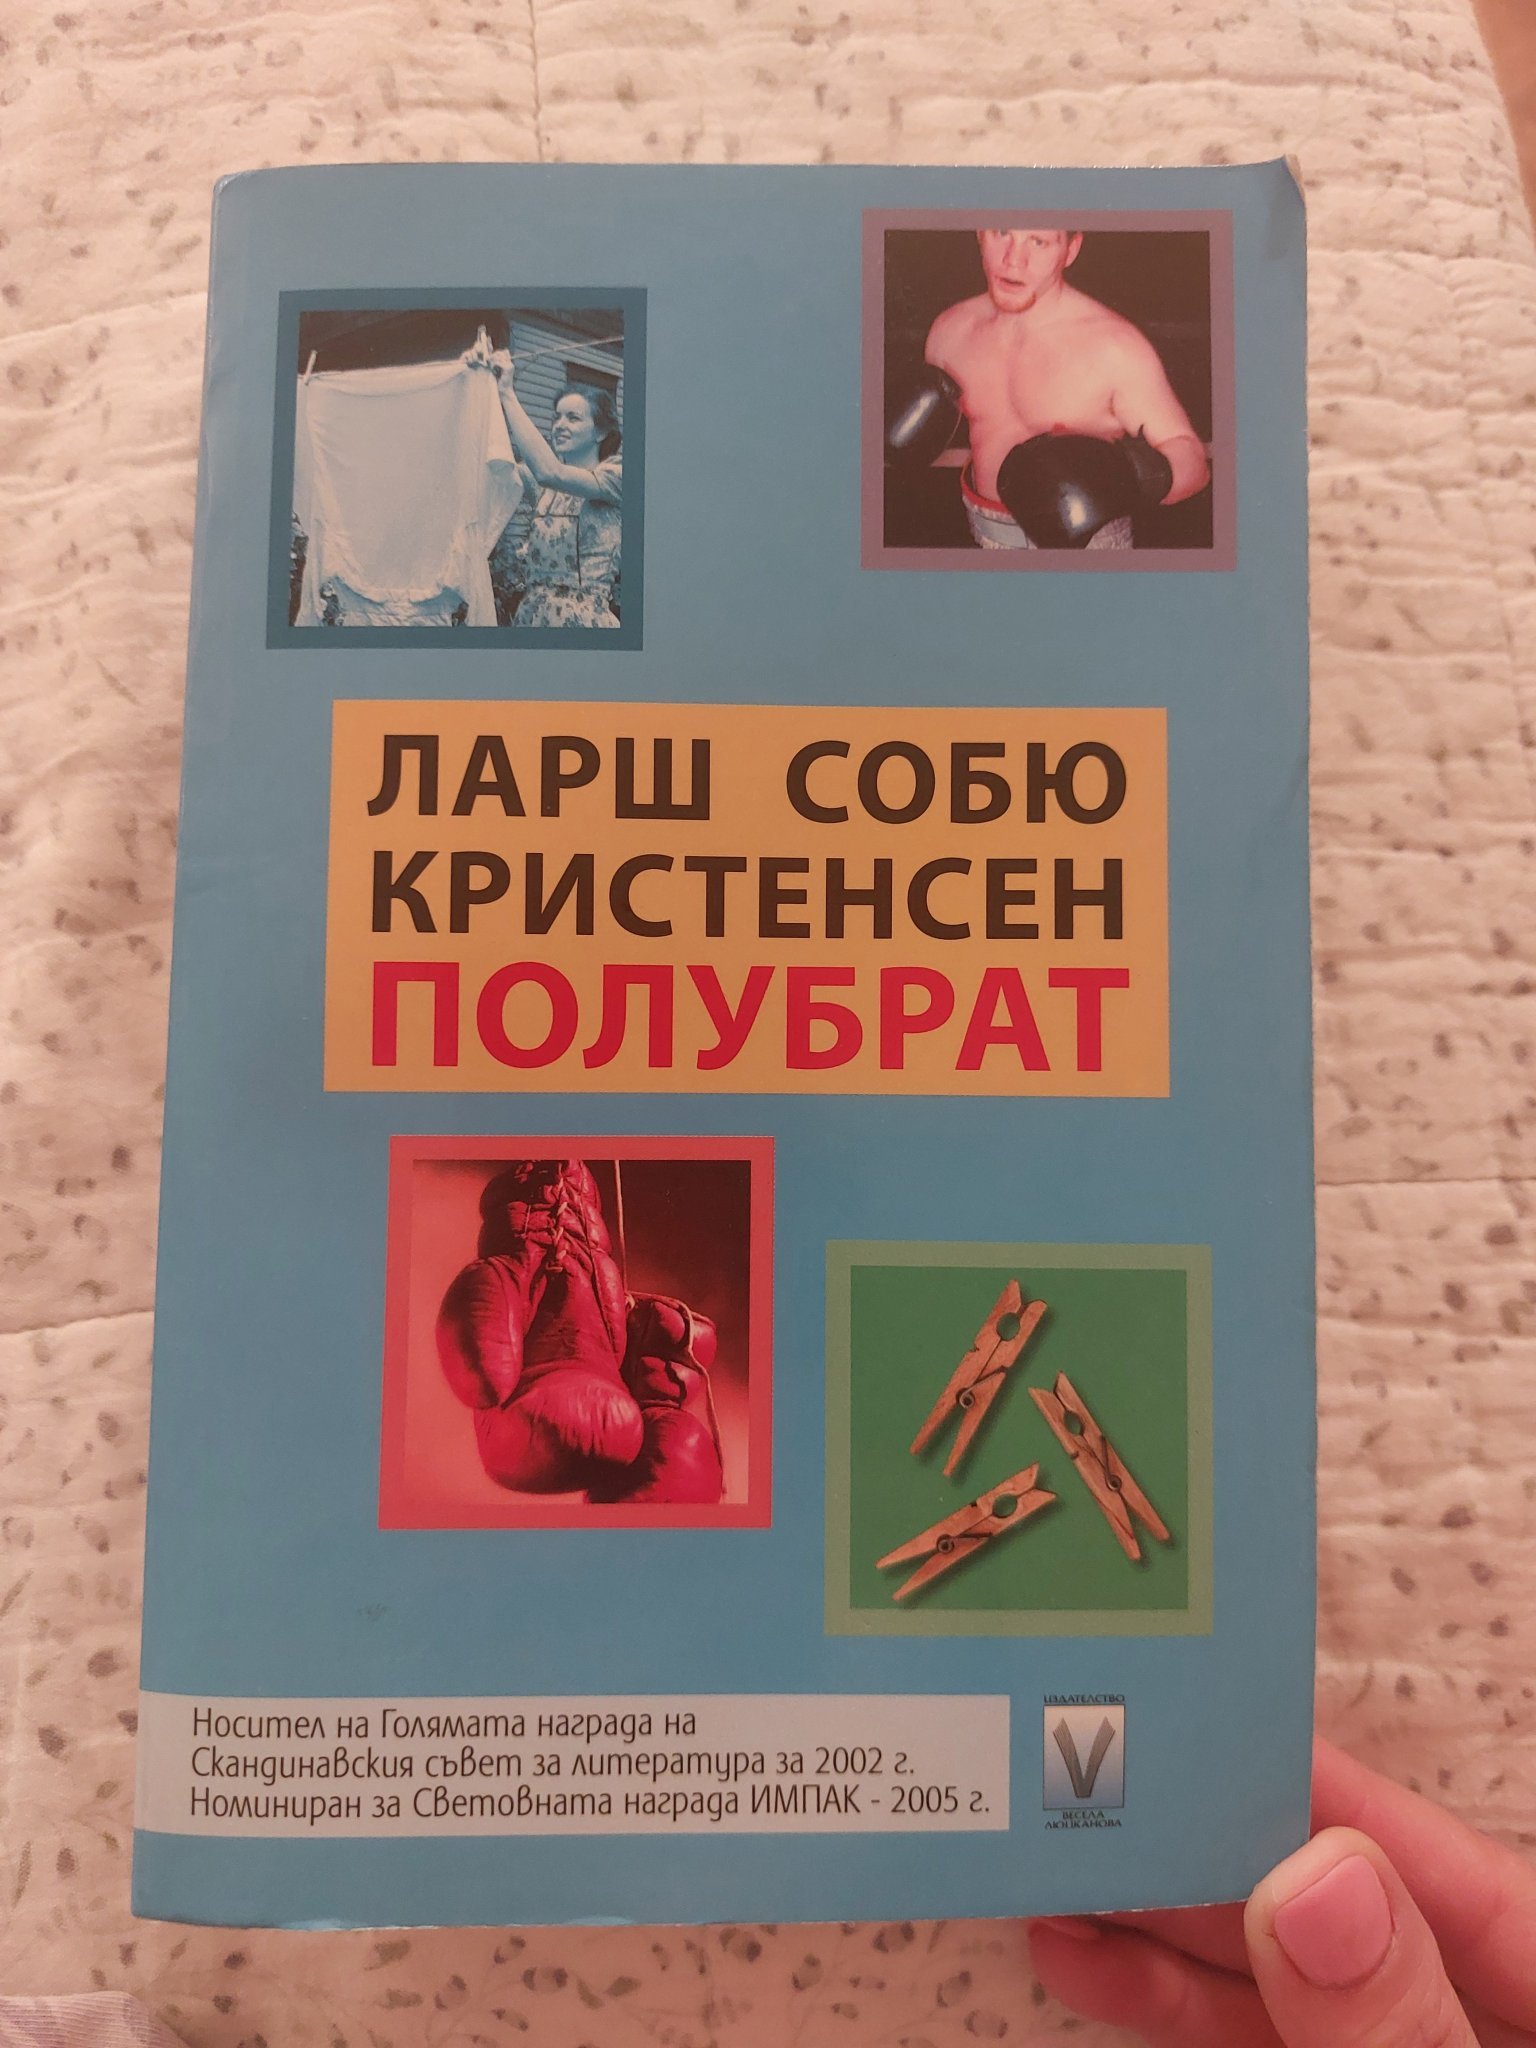 ЛАРШ СОБЮ
КРИСТЕНСЕН
ПОЛУБРАТ
Носител на Голямата награда на
Скандинавския съвет за литература за 2002 г.
Номиниран за Световната награда ИМПАК - 2005 г.
ИЗДАТЕЛСТВО
V
ВЕСЕЛА
ЛЮЦКАНОВА